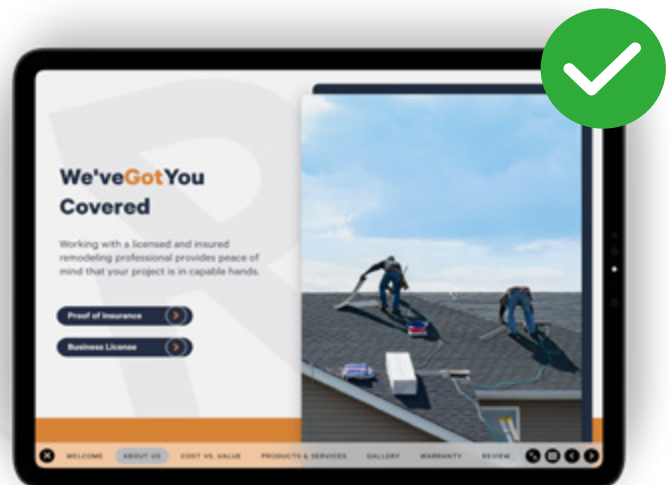 We'veGotYou
Covered
Working with a licensed and insured
remodeling professional provides peace of
mind that your project is in capable hands.
Proof of Insurance
Business License
WELCOME ABOUT US COST VS. VALUE PRODUCTS & SERVICES GALLERY WARRANTY REVIEW